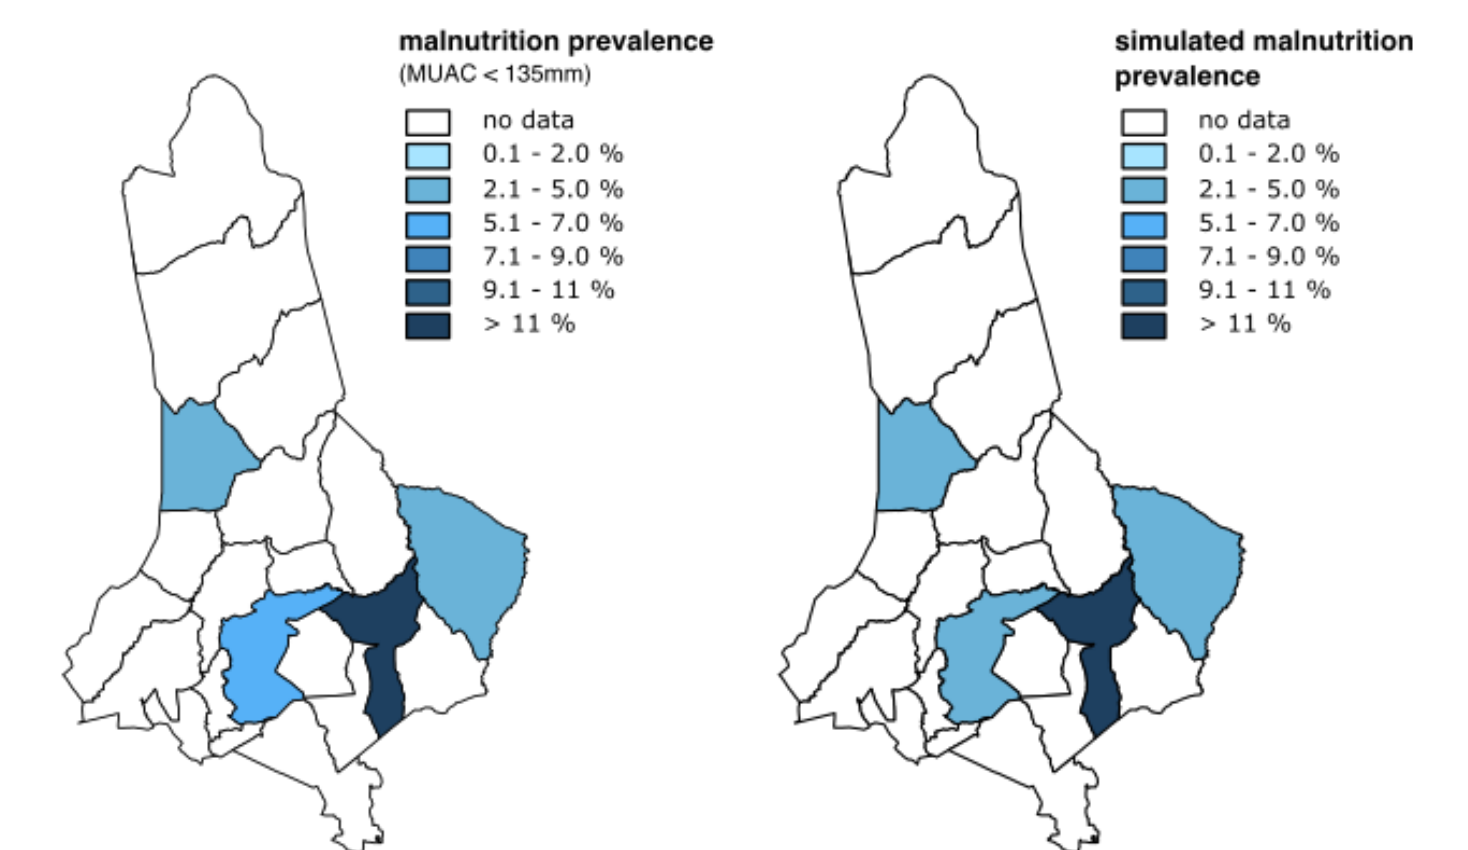 malnutrition prevalence
(MUAC < 135mm)
no data
0.1 - 2.0 %
2.1 - 5.0 %
5.1 - 7.0 %
7.1 - 9.0 %
9.1 - 11 %
> 11 %
simulated malnutrition
prevalence
no data
0.1 - 2.0 %
2.1 - 5.0 %
5.1 - 7.0 %
7.1 - 9.0 %
9.1 - 11 %
> 11 %